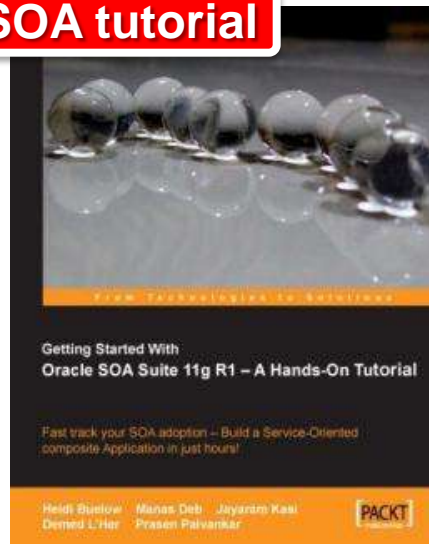 SOA tutorial
From Technologies to Solutions
Getting Started With
Oracle SOA Suite 11g R1 – A Hands-On Tutorial
Fast track your SOA adoption – Build a Service-Oriented
composite Application in just hours!
Heidi Buelow Manas Deb Jayaram Kasi
Demed L'Her Prasen Palvankar
PACKT